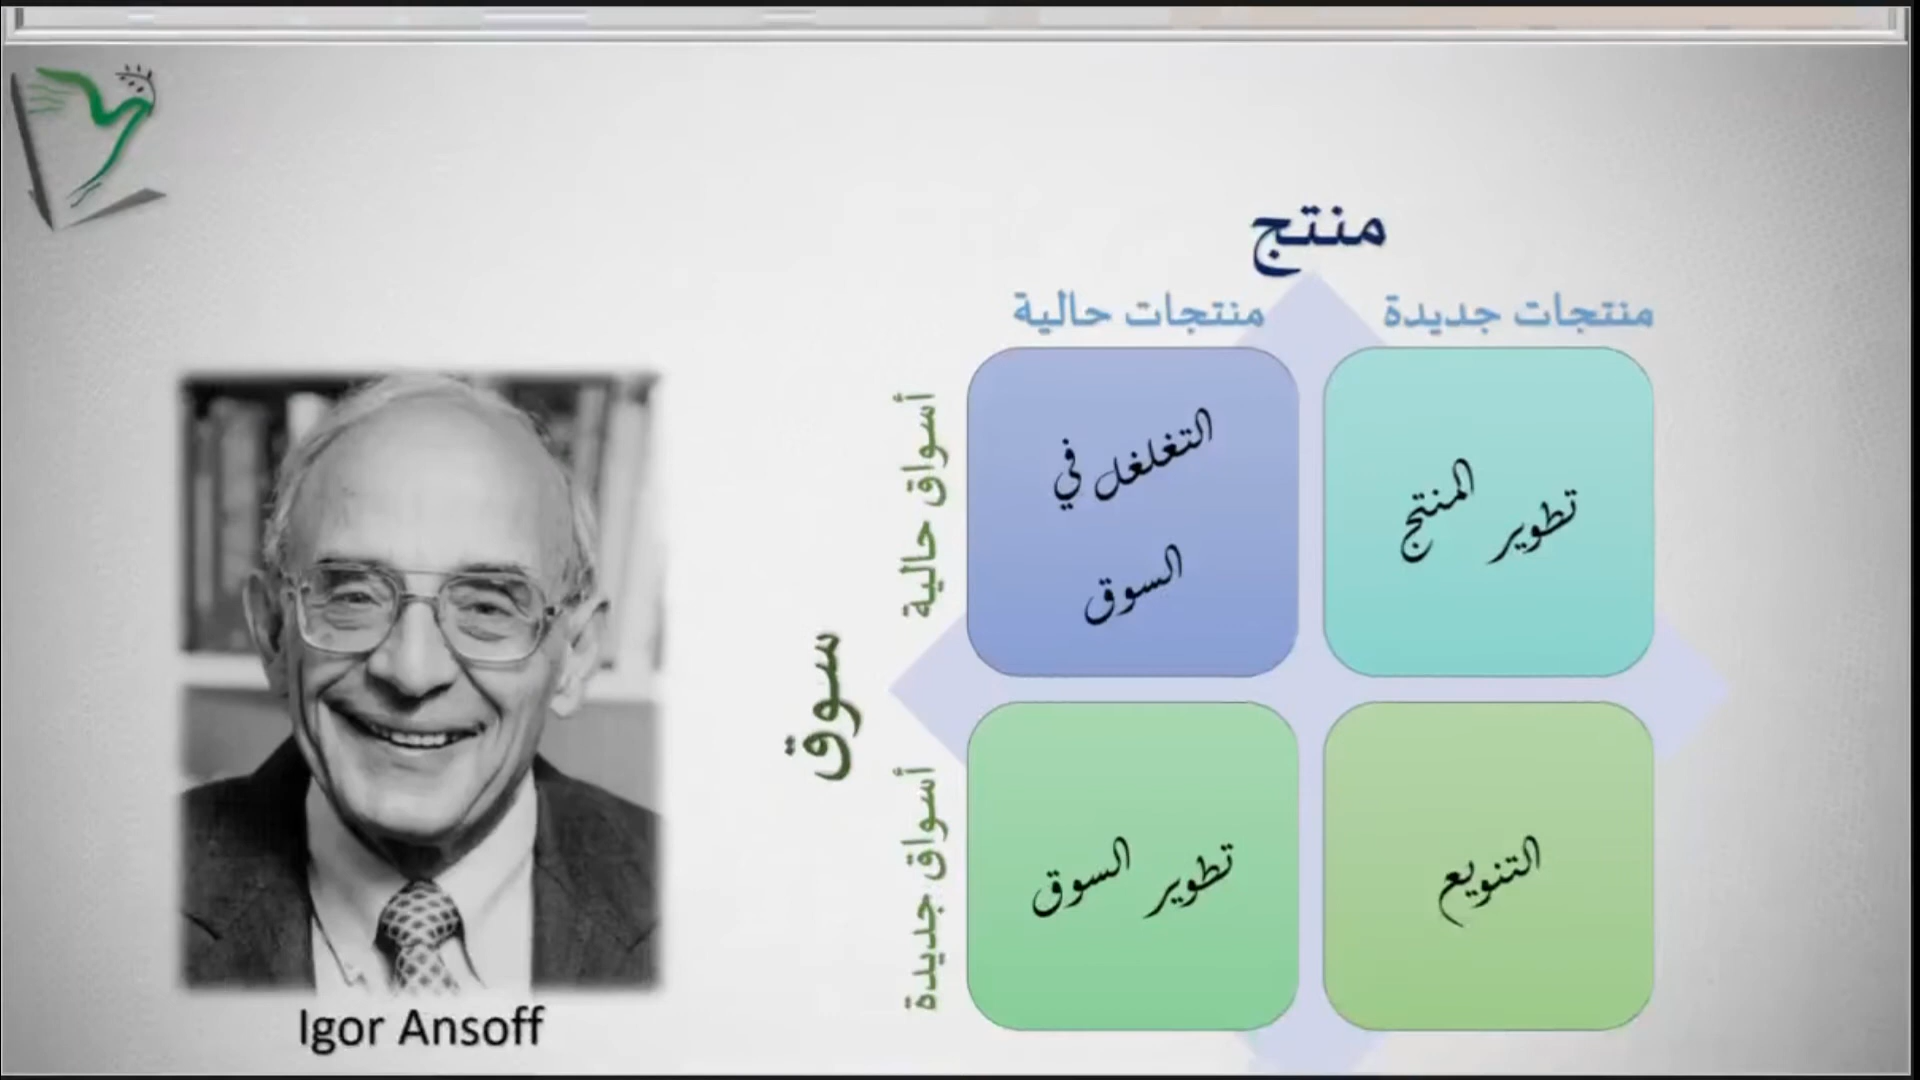 منتج
منتجات جديدة
منتجات حالية
سوق
أسواق حالية
أسواق جديدة
التغلغل في
السوق
تطوير المنتج
تطوير السوق
التنويع
Igor Ansoff